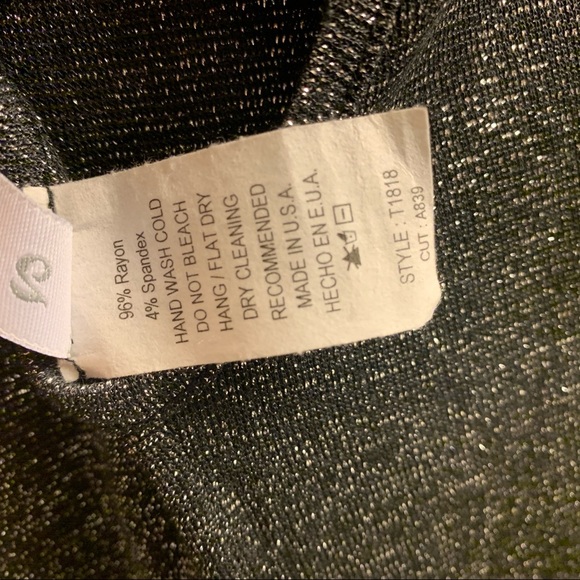 96% Rayon
4% Spandex
HAND WASH COLD
DO NOT BLEACH
HANG / FLAT DRY
DRY CLEANING
RECOMMENDED
MADE IN U.S.A.
HECHO EN E.U.A.
STYLE : T1818
CUT : A839